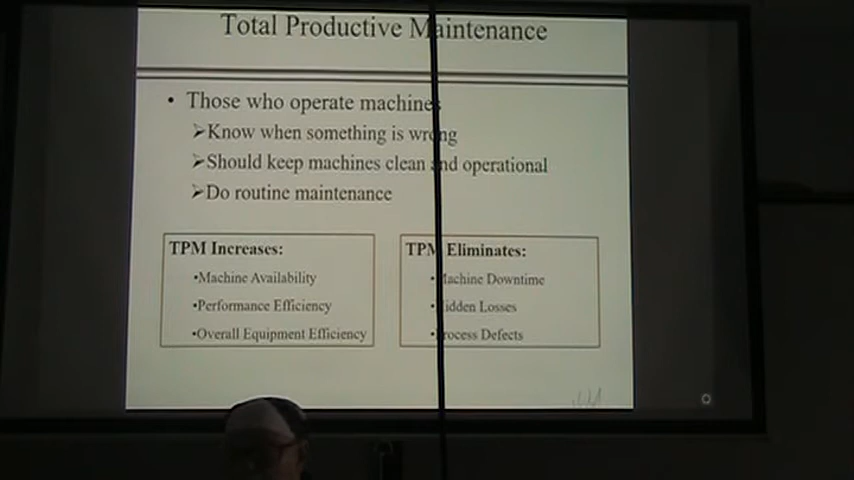 Total Productive Maintenance
• Those who operate machines
➢Know when something is wrong
➢Should keep machines clean and operational
➢Do routine maintenance
TPM Increases:
•Machine Availability
•Performance Efficiency
•Overall Equipment Efficiency
TPM Eliminates:
•Machine Downtime
•Hidden Losses
•Process Defects